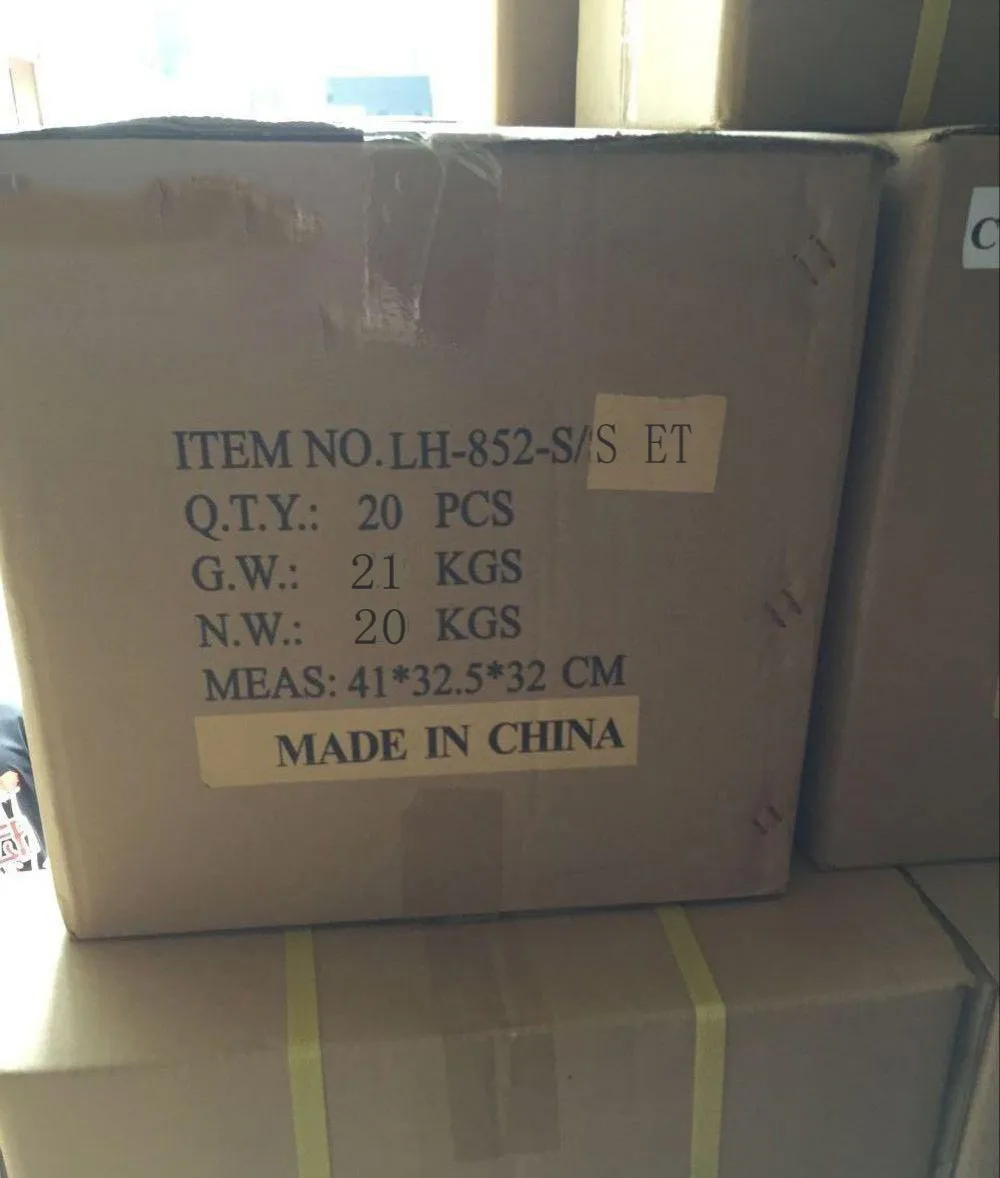 ITEM NO.LH-852-S/S ET
Q.T.Y.: 20 PCS
G.W.: 21 KGS
N.W.: 20 KGS
MEAS: 41*32.5*32 CM
MADE IN CHINA
C